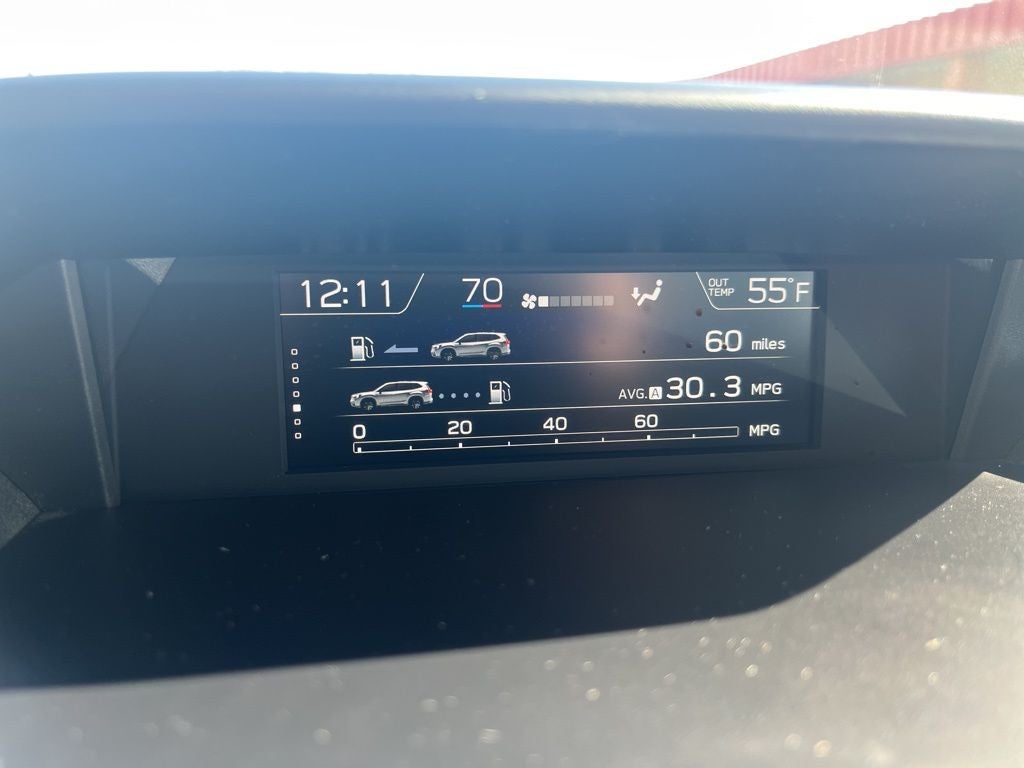 12:11 70 OUT TEMP 55°F
60 miles
AVG. A 30.3 MPG
0 20 40 60 MPG